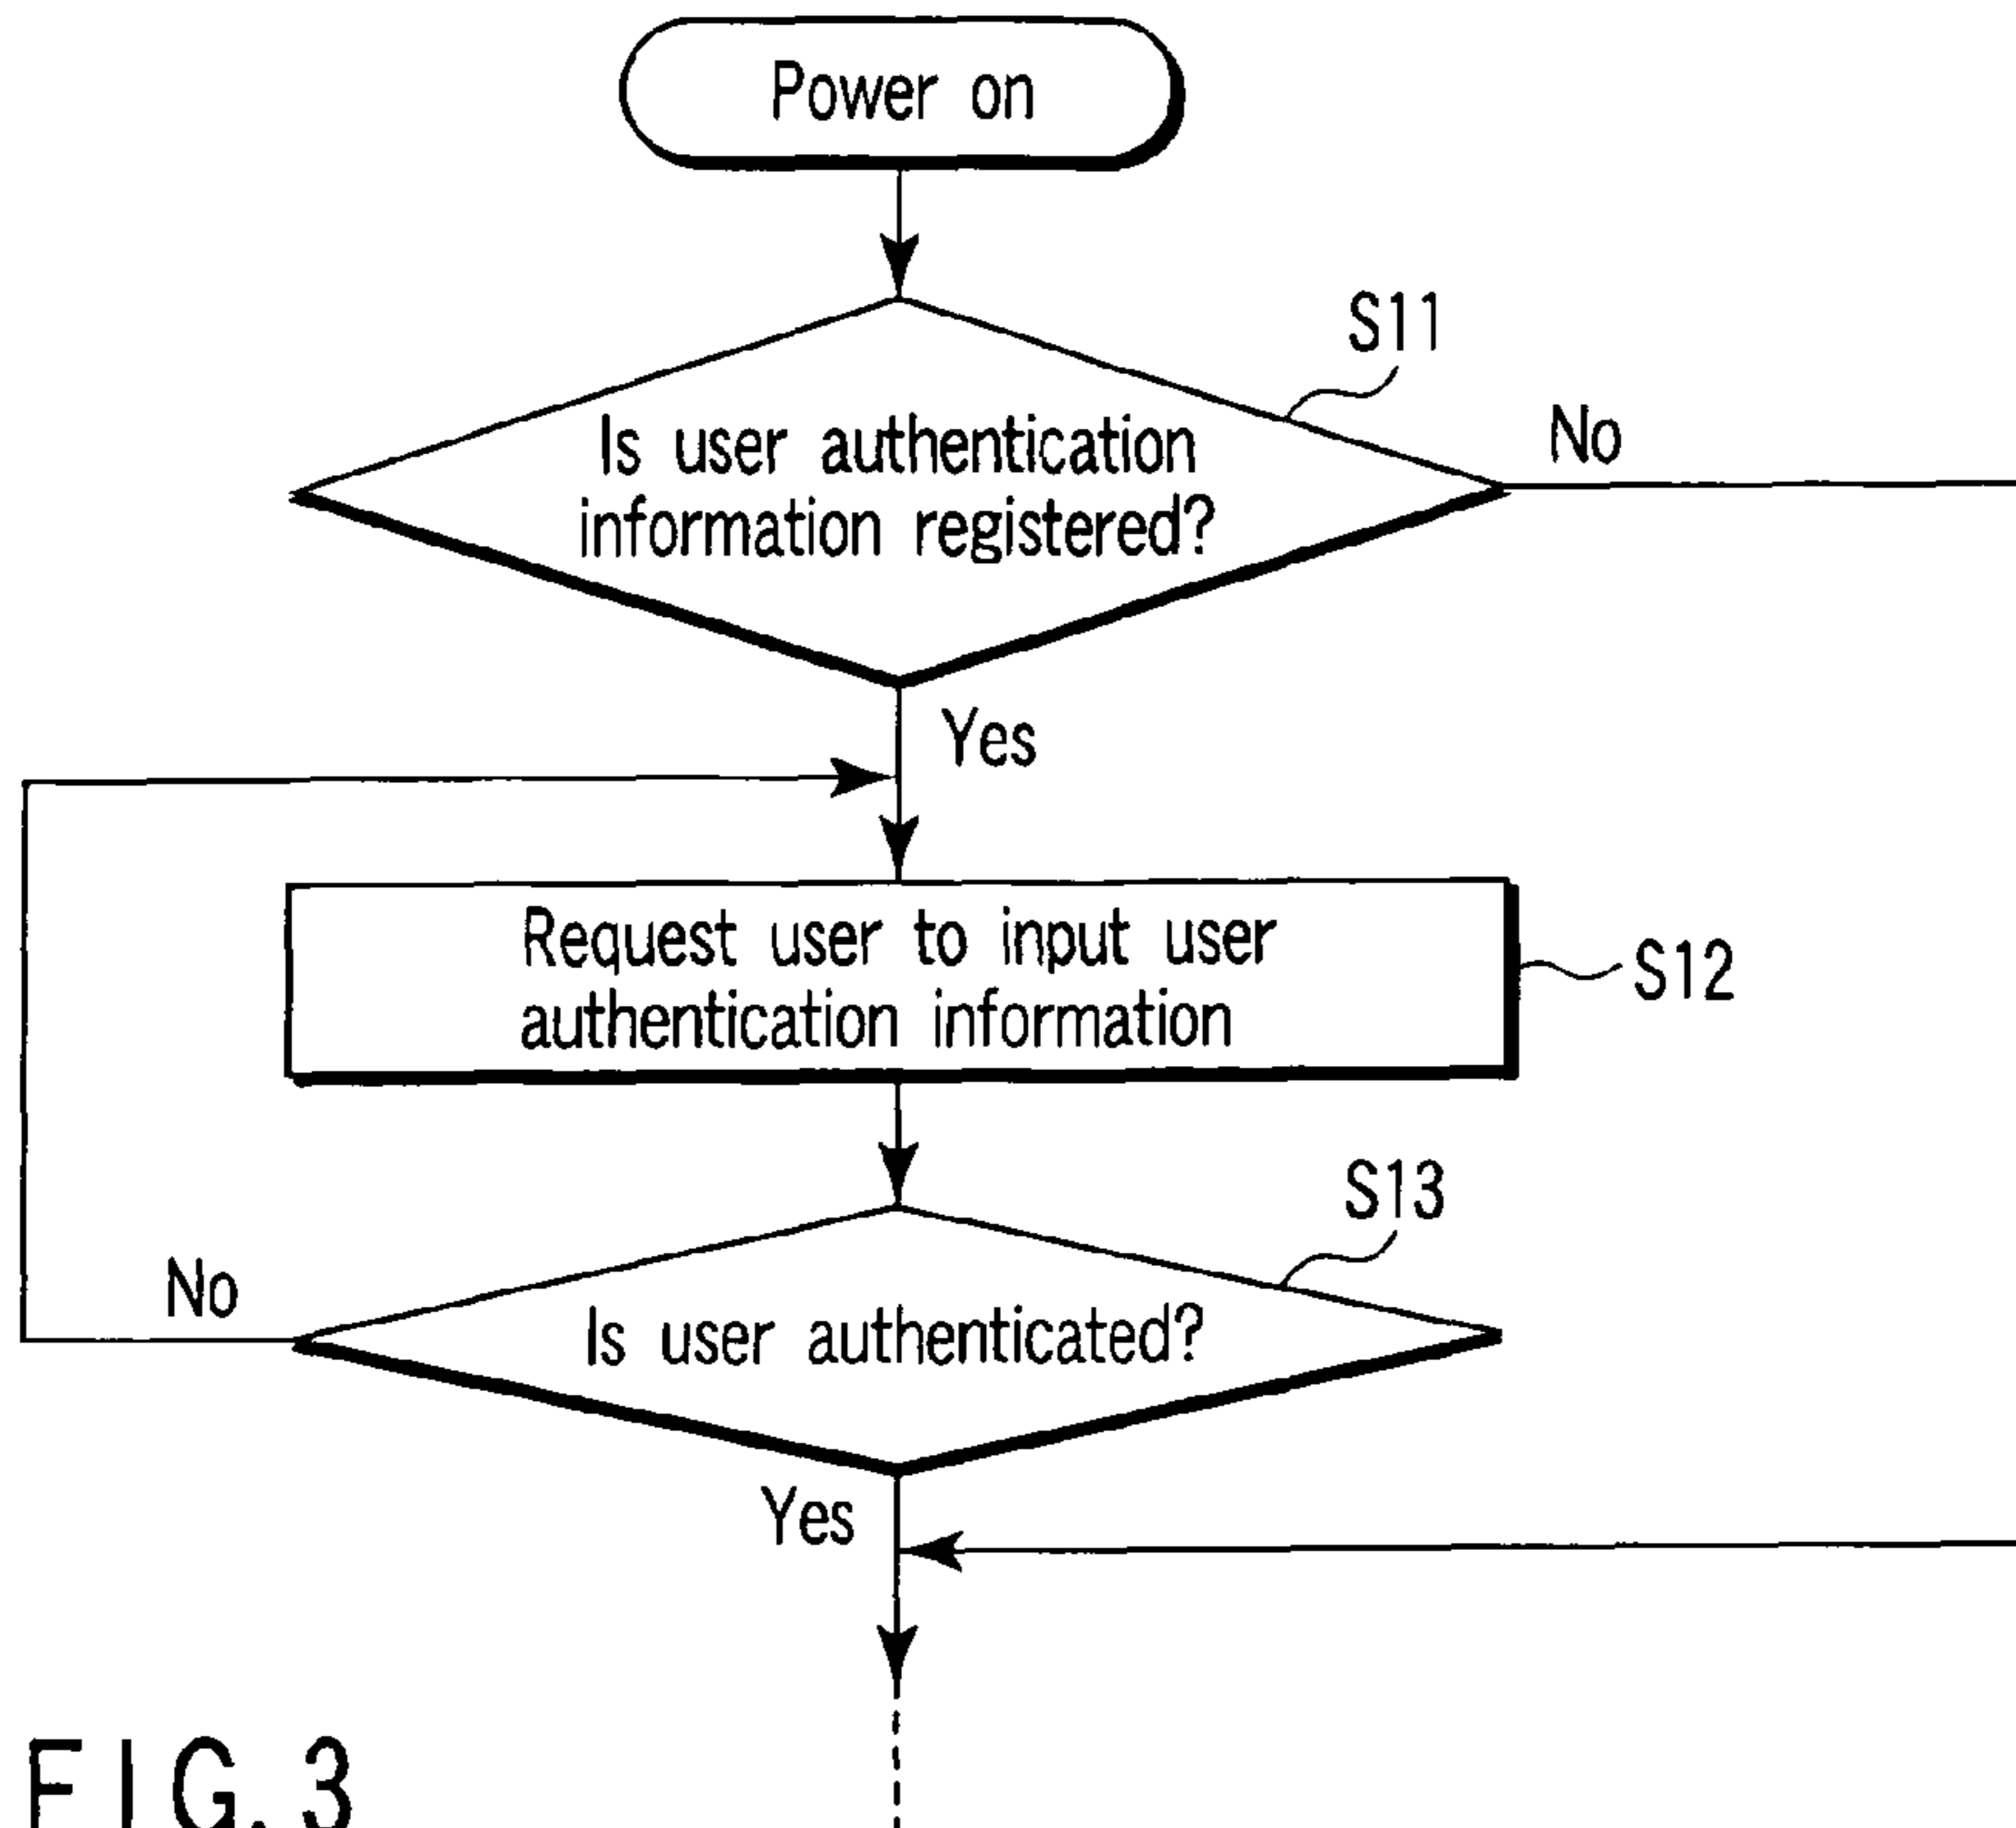 Power on
S11
No
Is user authentication
information registered?
Yes
Request user to input user
authentication information
S12
S13
No
Is user authenticated?
Yes
FIG. 3